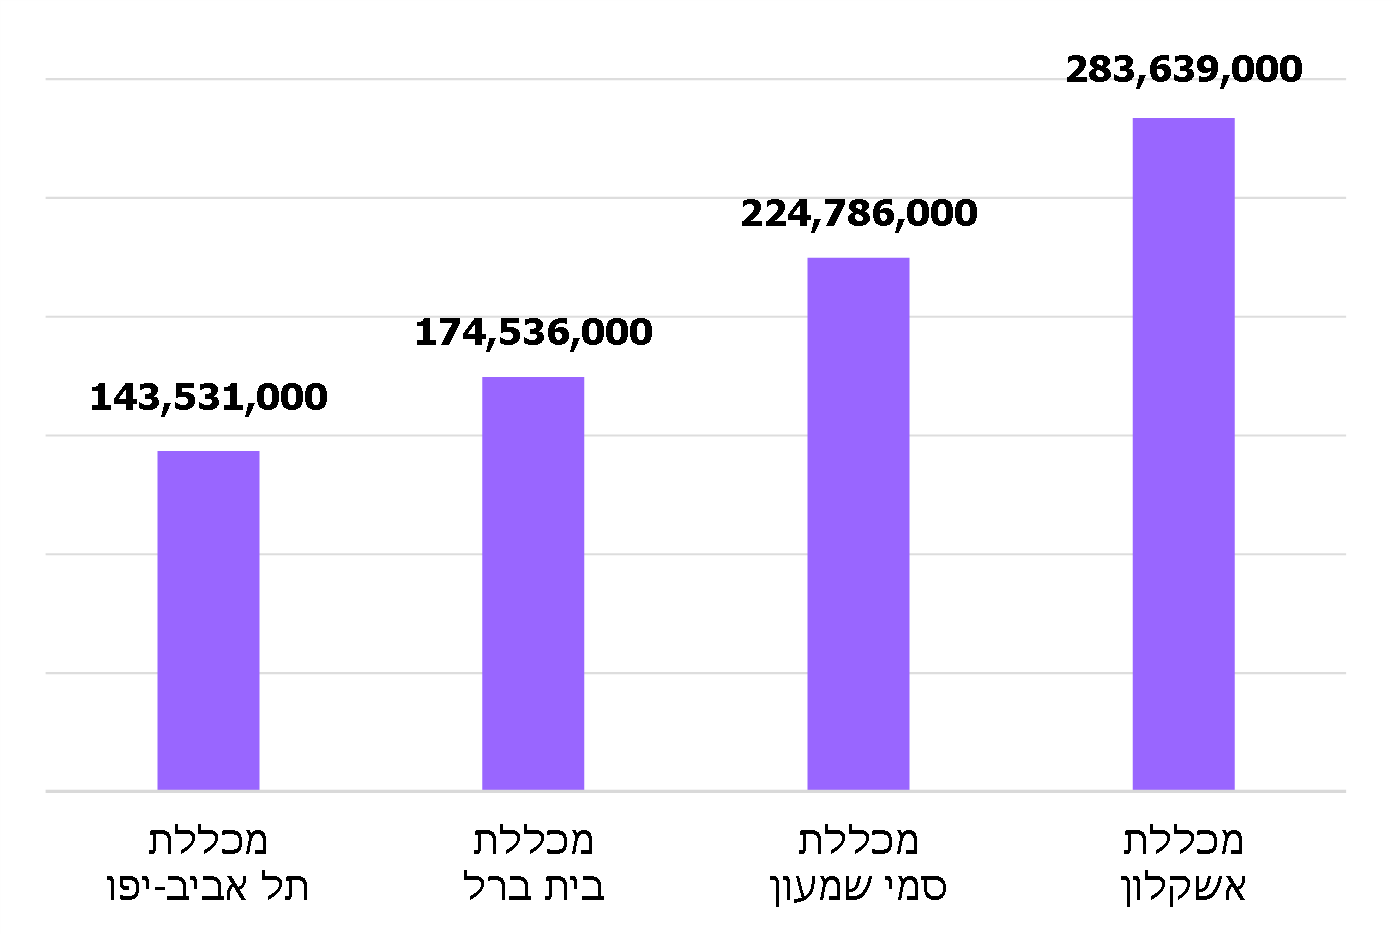 283,639,000
224,786,000
174,536,000
143,531,000
מכללת
אשקלון
מכללת
סמי שמעון
מכללת
בית ברל
מכללת
תל אביב-יפו